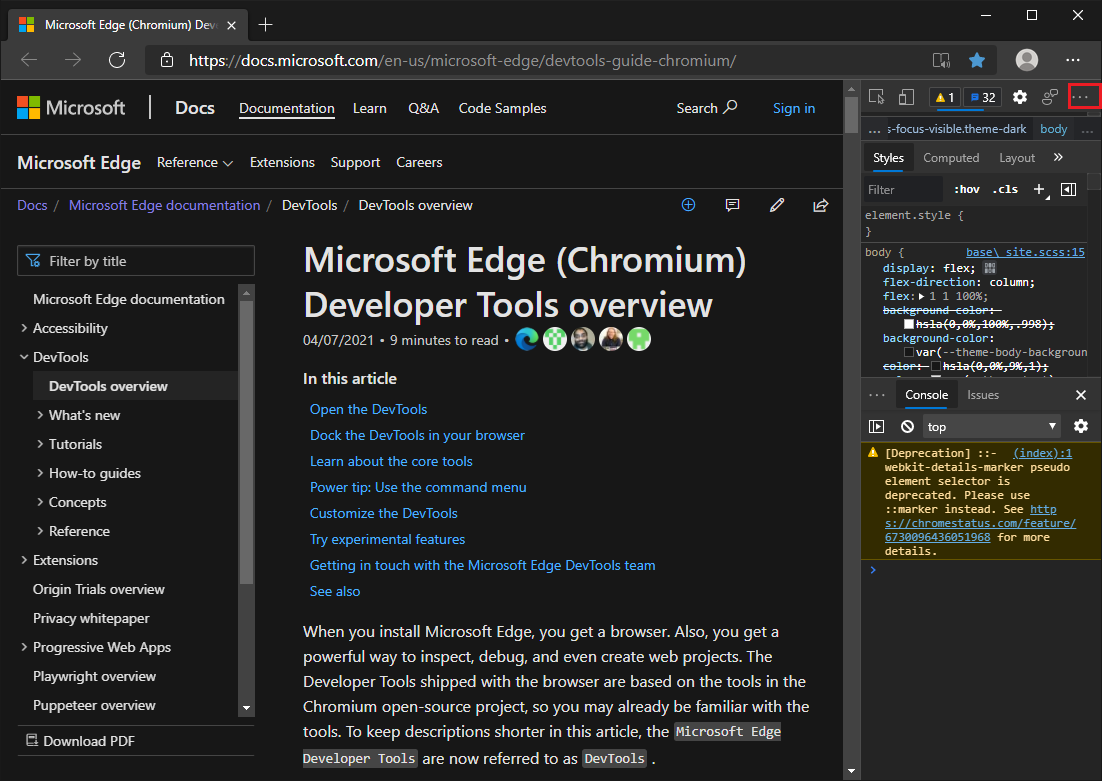 Microsoft Edge (Chromium) Dev
https://docs.microsoft.com/en-us/microsoft-edge/devtools-guide-chromium/
Microsoft
Docs
Documentation
Learn
Q&A
Code Samples
Search
Sign in
Microsoft Edge
Reference
Extensions
Support
Careers
Docs / Microsoft Edge documentation / DevTools / DevTools overview
Filter by title
Microsoft Edge documentation
Accessibility
DevTools
DevTools overview
What's new
Tutorials
How-to guides
Concepts
Reference
Extensions
Origin Trials overview
Privacy whitepaper
Progressive Web Apps
Playwright overview
Puppeteer overview
Download PDF
Microsoft Edge (Chromium)
Developer Tools overview
04/07/2021 • 9 minutes to read •
In this article
Open the DevTools
Dock the DevTools in your browser
Learn about the core tools
Power tip: Use the command menu
Customize the DevTools
Try experimental features
Getting in touch with the Microsoft Edge DevTools team
See also
When you install Microsoft Edge, you get a browser. Also, you get a
powerful way to inspect, debug, and even create web projects. The
Developer Tools shipped with the browser are based on the tools in the
Chromium open-source project, so you may already be familiar with the
tools. To keep descriptions shorter in this article, the Microsoft Edge
Developer Tools are now referred to as DevTools .
1
32
...
... s-focus-visible.theme-dark body ...
Styles
Computed
Layout
»
Filter
:hov
.cls
+
element.style {
}
body {
base\_site.scss:15
display: flex;
flex-direction: column;
flex: 1 1 100%;
background-color:
hsla(0,0%,100%,.998);
background-color:
var(--theme-body-backgroun
color: hsla(0,0%,9%,1);
...
Console
Issues
top
[Deprecation] ::- (index):1
webkit-details-marker pseudo
element selector is
deprecated. Please use
::marker instead. See http
s://chromestatus.com/feature/
6730096436051968 for more
details.